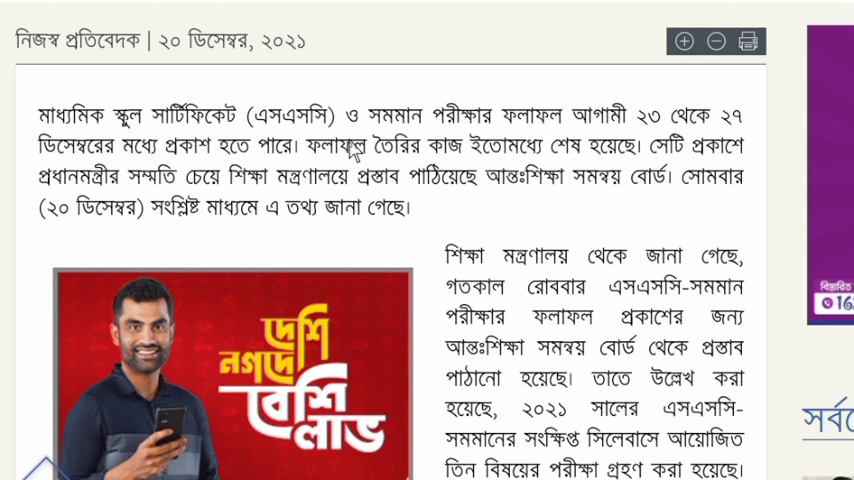 নিজস্ব প্রতিবেদক | ২০ ডিসেম্বর, ২০২১
মাধ্যমিক স্কুল সার্টিফিকেট (এসএসসি) ও সমমান পরীক্ষার ফলাফল আগামী ২৩ থেকে ২৭
ডিসেম্বরের মধ্যে প্রকাশ হতে পারে। ফলাফল তৈরির কাজ ইতোমধ্যে শেষ হয়েছে। সেটি প্রকাশে
প্রধানমন্ত্রীর সম্মতি চেয়ে শিক্ষা মন্ত্রণালয়ে প্রস্তাব পাঠিয়েছে আন্তঃশিক্ষা সমন্বয় বোর্ড। সোমবার
(২০ ডিসেম্বর) সংশ্লিষ্ট মাধ্যমে এ তথ্য জানা গেছে।
শিক্ষা মন্ত্রণালয় থেকে জানা গেছে,
গতকাল রোববার এসএসসি-সমমান
পরীক্ষার ফলাফল প্রকাশের জন্য
আন্তঃশিক্ষা সমন্বয় বোর্ড থেকে প্রস্তাব
পাঠানো হয়েছে। তাতে উল্লেখ করা
হয়েছে, ২০২১ সালের এসএসসি-
সমমানের সংক্ষিপ্ত সিলেবাসে আয়োজিত
তিন বিষয়ের পরীক্ষা গ্রহণ করা হয়েছে।
দেশি
নগদে
বেশি
লাভ
বিস্তারিত
16